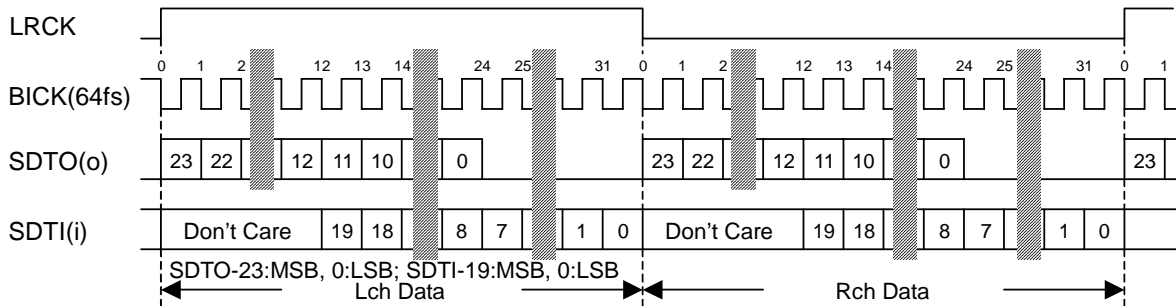 LRCK
0 1 2 12 13 14 24 25 31 0 1 2 12 13 14 24 25 31 0 1
BICK(64fs)
SDTO(o) 23 22 12 11 10 0 23 22 12 11 10 0 23
SDTI(i) Don't Care 19 18 8 7 1 0 Don't Care 19 18 8 7 1 0
SDTO-23:MSB, 0:LSB; SDTI-19:MSB, 0:LSB
Lch Data Rch Data